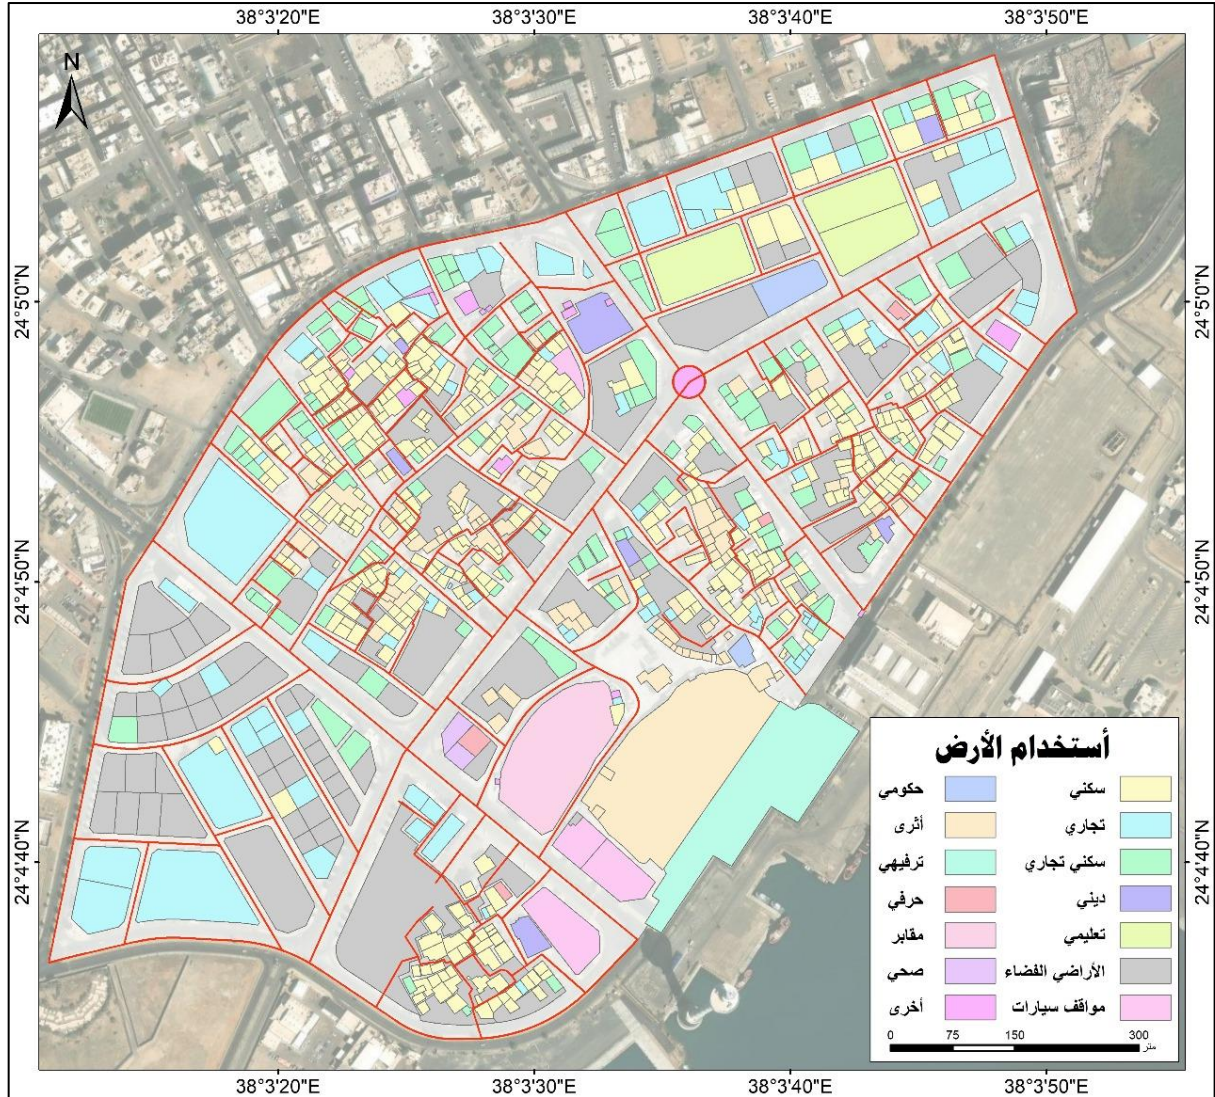 38°3'20"E 38°3'30"E 38°3'40"E 38°3'50"E
N
24°5'0"N 24°5'0"N
24°4'50"N 24°4'50"N
24°4'40"N 24°4'40"N
أستخدام الأرض
سكني حكومي
تجاري أثرى
سكني تجاري ترفيهي
ديني حرفي
تعليمي مقابر
الأراضي الفضاء صحي
مواقف سيارات أخرى
0 75 150 300
متر
38°3'20"E 38°3'30"E 38°3'40"E 38°3'50"E